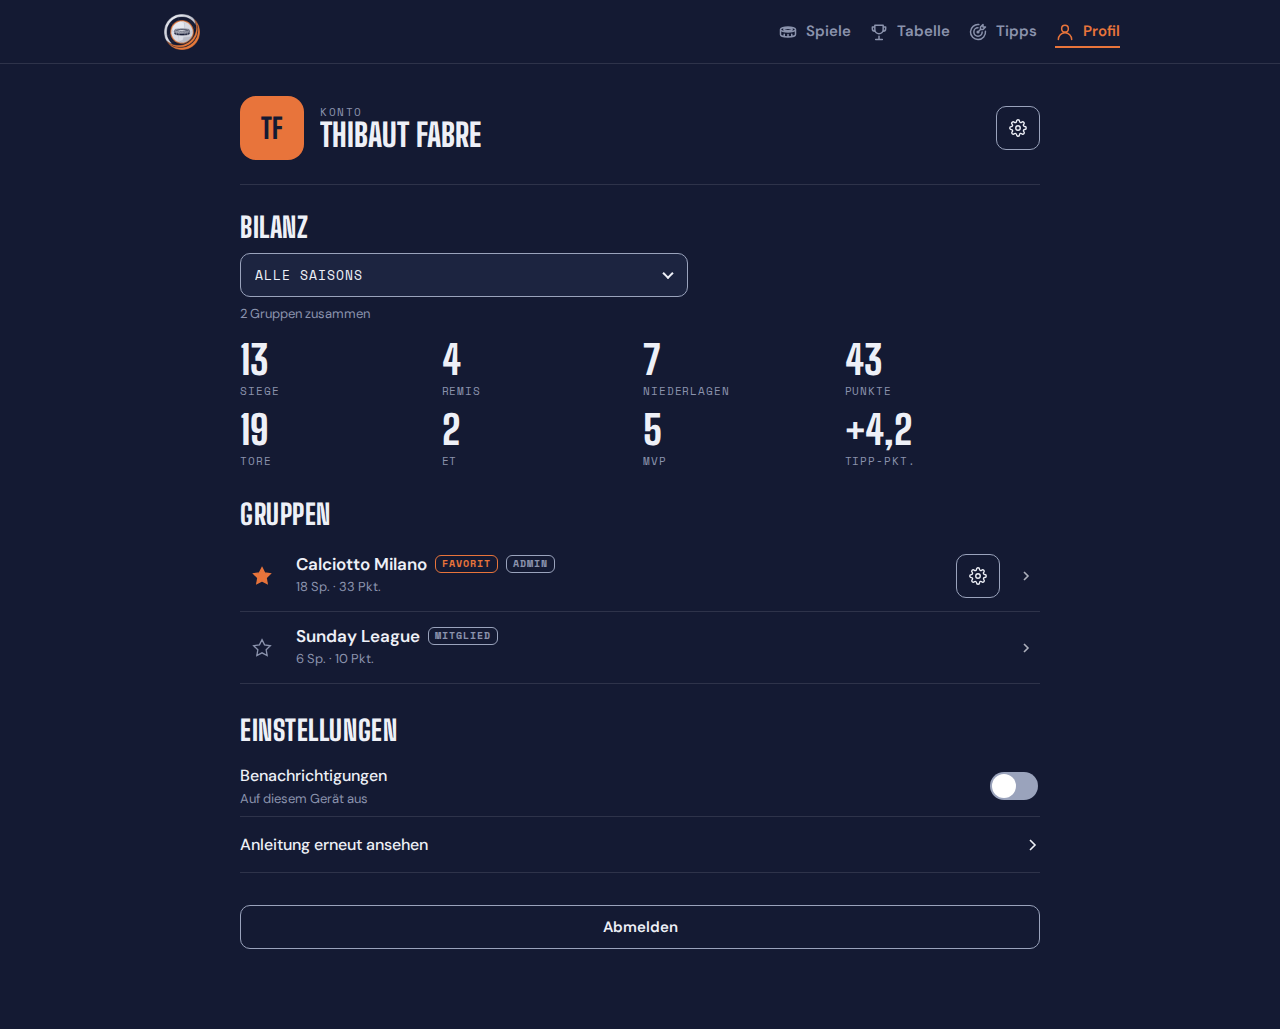 Spiele Tabelle Tipps Profil
TF
KONTO
THIBAUT FABRE
BILANZ
ALLE SAISONS
2 Gruppen zusammen
13 4 7 43
SIEGE REMIS NIEDERLAGEN PUNKTE
19 2 5 +4,2
TORE ET MVP TIPP-PKT.
GRUPPEN
Calciotto Milano FAVORIT ADMIN
18 Sp. · 33 Pkt.
Sunday League MITGLIED
6 Sp. · 10 Pkt.
EINSTELLUNGEN
Benachrichtigungen
Auf diesem Gerät aus
Anleitung erneut ansehen
Abmelden